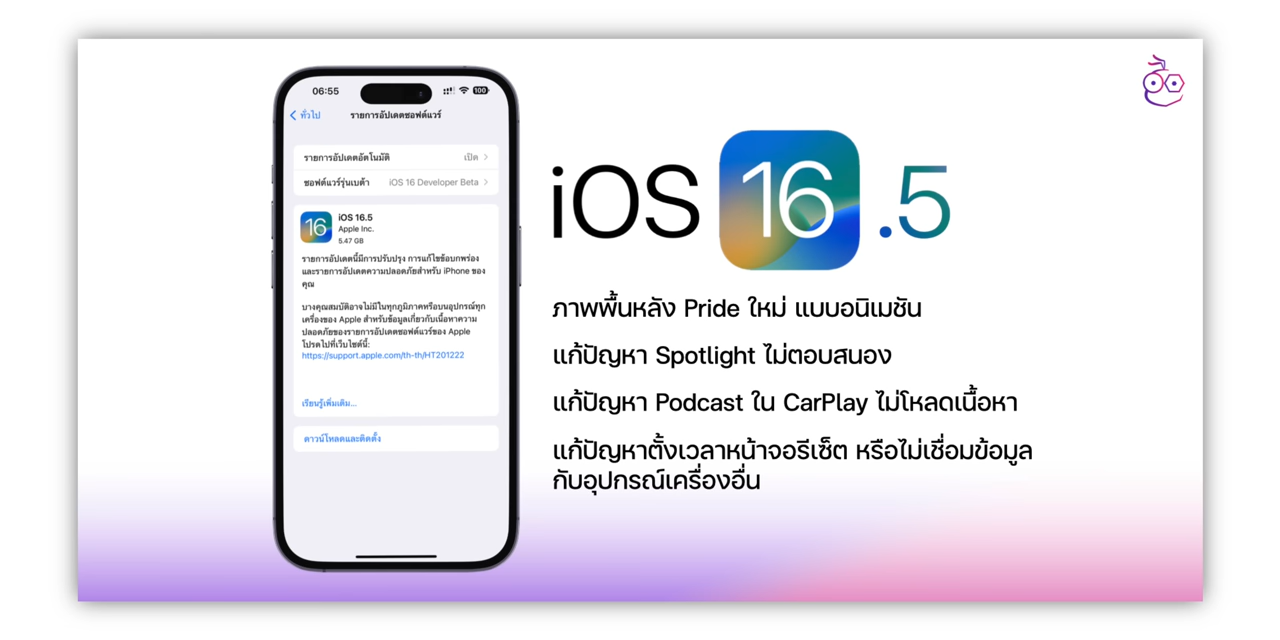 06:55
100
ทั่วไป
รายการอัปเดตซอฟต์แวร์
รายการอัปเดตอัตโนมัติ
เปิด
ซอฟต์แวร์รุ่นเบต้า
iOS 16 Developer Beta
16
iOS 16.5
Apple Inc.
5.47 GB
รายการอัปเดตนี้มีการปรับปรุง การแก้ไขข้อบกพร่อง
และรายการอัปเดตความปลอดภัยสำหรับ iPhone ของ
คุณ
บางคุณสมบัติอาจไม่มีในทุกภูมิภาคหรือบนอุปกรณ์ทุก
เครื่องของ Apple สำหรับข้อมูลเกี่ยวกับเนื้อหาความ
ปลอดภัยของรายการอัปเดตซอฟต์แวร์ของ Apple
โปรดไปที่เว็บไซต์นี้:
https://support.apple.com/th-th/HT201222
เรียนรู้เพิ่มเติม...
ดาวน์โหลดและติดตั้ง
iOS 16.5
ภาพพื้นหลัง Pride ใหม่ แบบอนิเมชัน
แก้ปัญหา Spotlight ไม่ตอบสนอง
แก้ปัญหา Podcast ใน CarPlay ไม่โหลดเนื้อหา
แก้ปัญหาตั้งเวลาหน้าจอรีเซ็ต หรือไม่เชื่อมข้อมูล
กับอุปกรณ์เครื่องอื่น